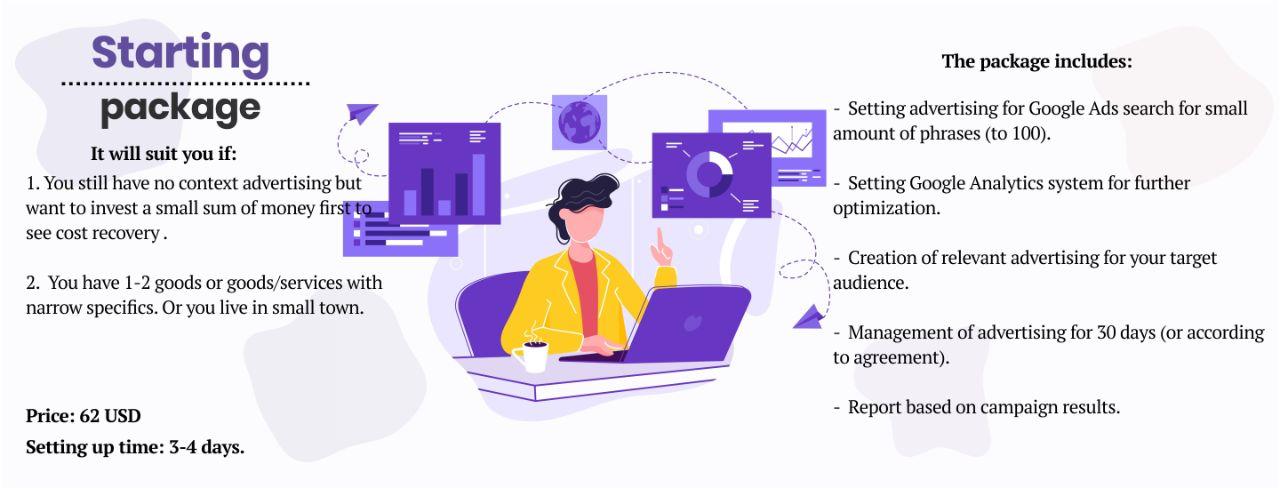 Starting
package
It will suit you if:
1. You still have no context advertising but
want to invest a small sum of money first to
see cost recovery .
2. You have 1-2 goods or goods/services with
narrow specifics. Or you live in small town.
Price: 62 USD
Setting up time: 3-4 days.
The package includes:
- Setting advertising for Google Ads search for small
amount of phrases (to 100).
- Setting Google Analytics system for further
optimization.
- Creation of relevant advertising for your target
audience.
- Management of advertising for 30 days (or according
to agreement).
- Report based on campaign results.